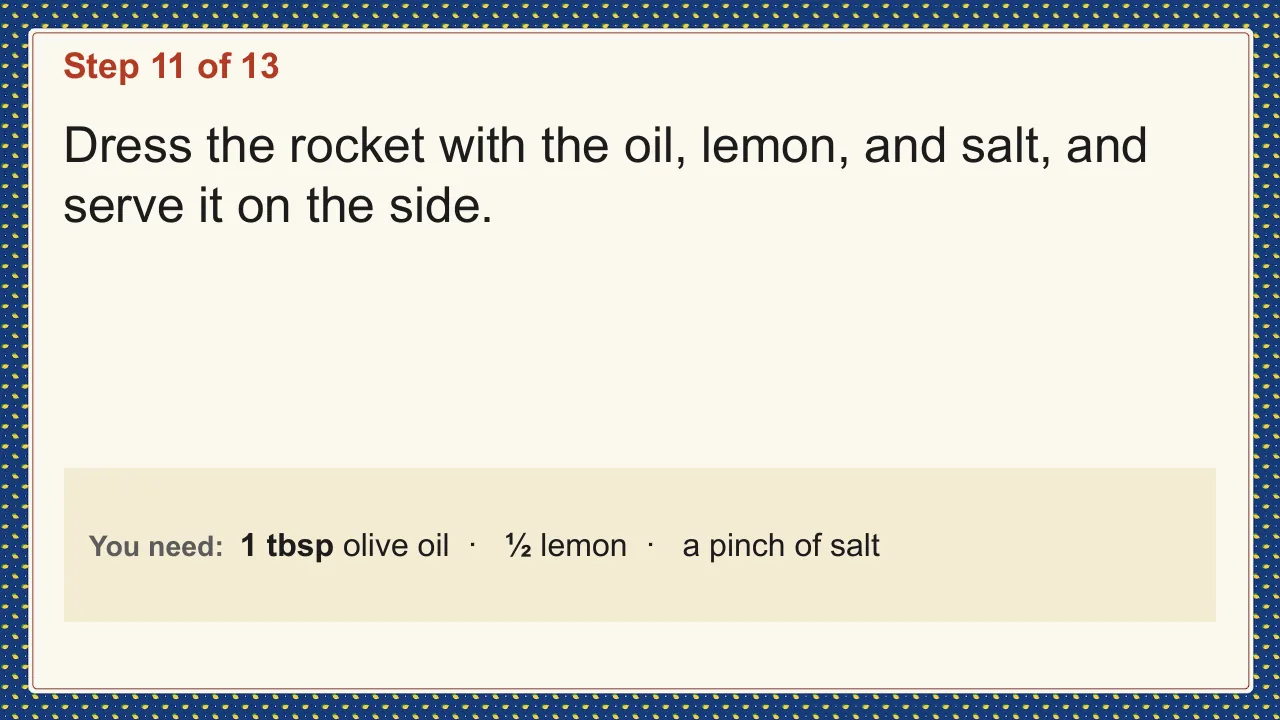 Step 11 of 13
Dress the rocket with the oil, lemon, and salt, and
serve it on the side.
You need: 1 tbsp olive oil · ½ lemon · a pinch of salt